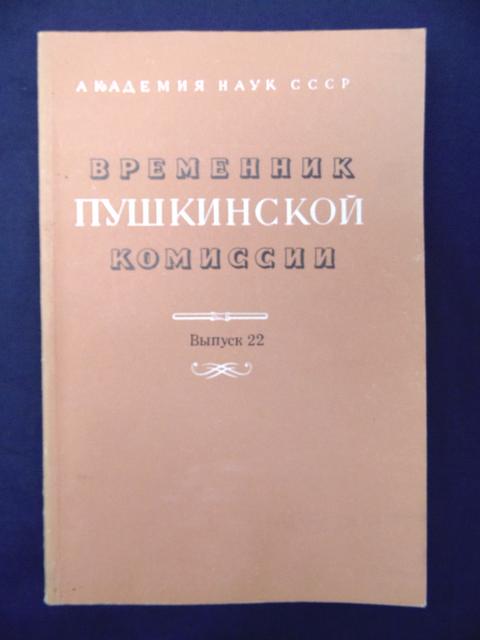 АКАДЕМИЯ НАУК СССР
ВРЕМЕННИК
ПУШКИНСКОЙ
КОМИССИИ
Выпуск 22